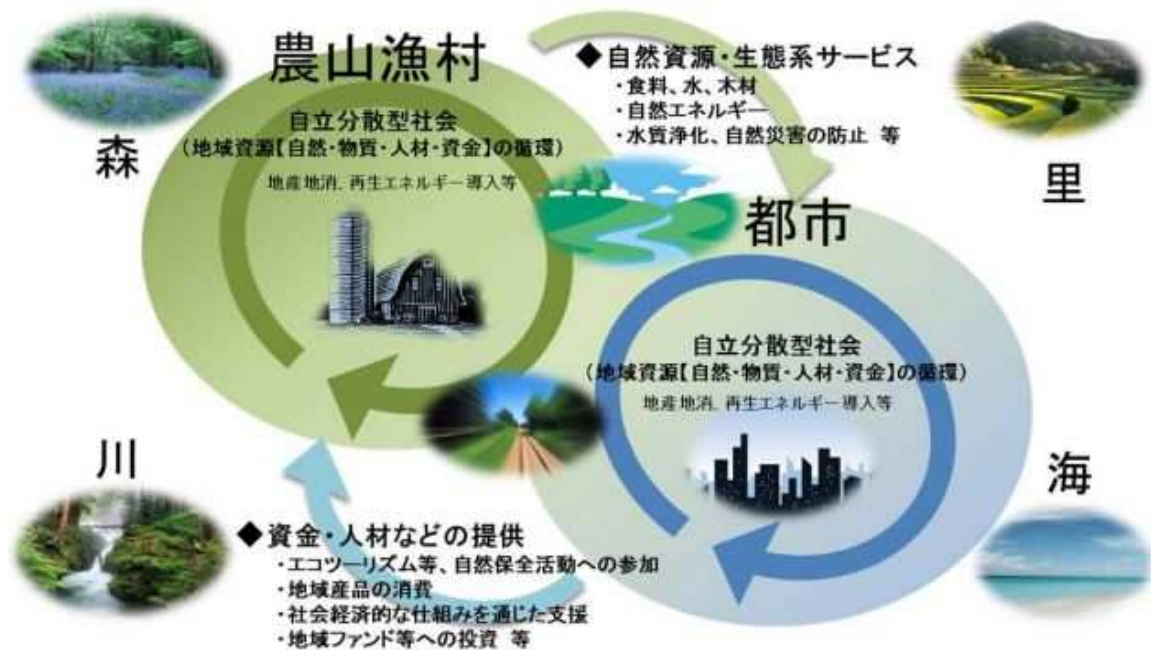 農山漁村
自立分散型社会
(地域資源【自然・物質・人材・資金】の循環)
地産地消、再生エネルギー導入等
◆自然資源・生態系サービス
・食料、水、木材
・自然エネルギー
・水質浄化、自然災害の防止 等
森
里
都市
自立分散型社会
(地域資源【自然・物質・人材・資金】の循環)
地産地消、再生エネルギー導入等
川
海
◆資金・人材などの提供
・エコツーリズム等、自然保全活動への参加
・地域産品の消費
・社会経済的な仕組みを通じた支援
・地域ファンド等への投資 等